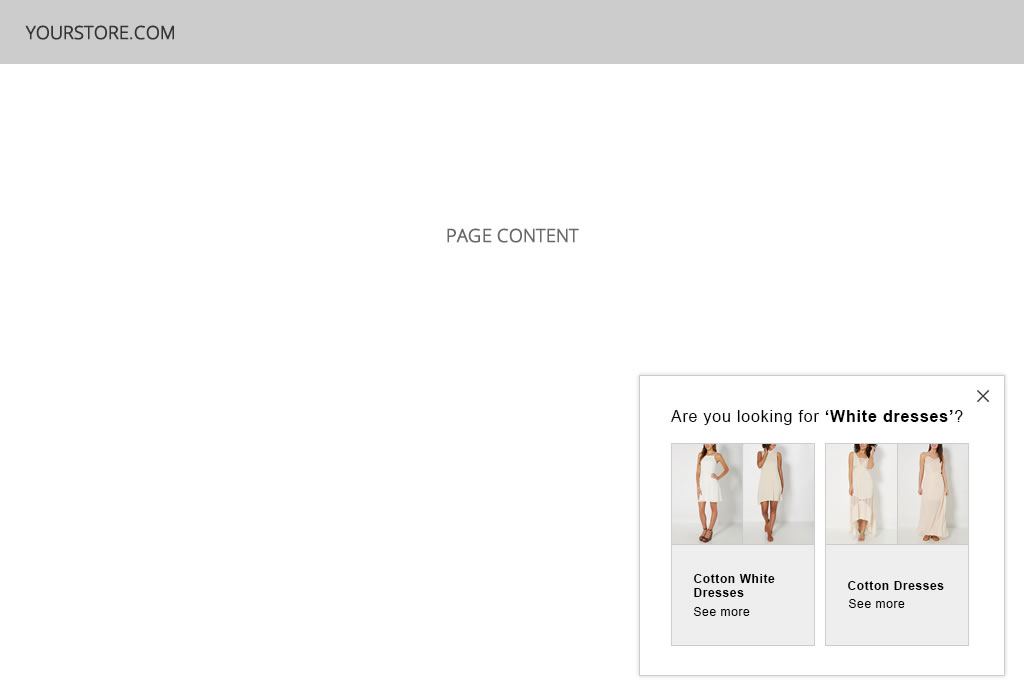 YOURSTORE.COM
PAGE CONTENT
Are you looking for ‘White dresses’?
Cotton White
Dresses
See more
Cotton Dresses
See more